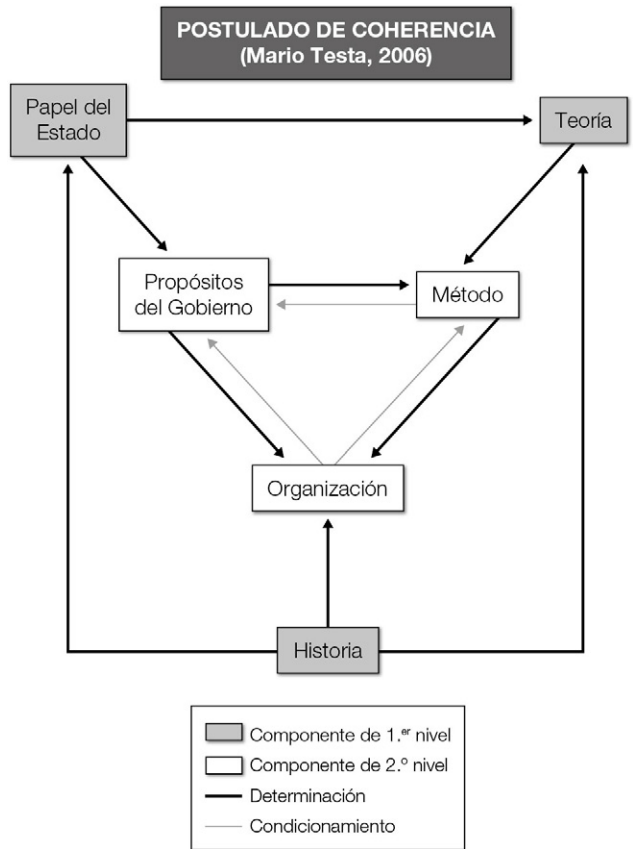 POSTULADO DE COHERENCIA
(Mario Testa, 2006)
Papel del
Estado
Teoría
Propósitos
del Gobierno
Método
Organización
Historia
Componente de 1.er nivel
Componente de 2.º nivel
Determinación
Condicionamiento